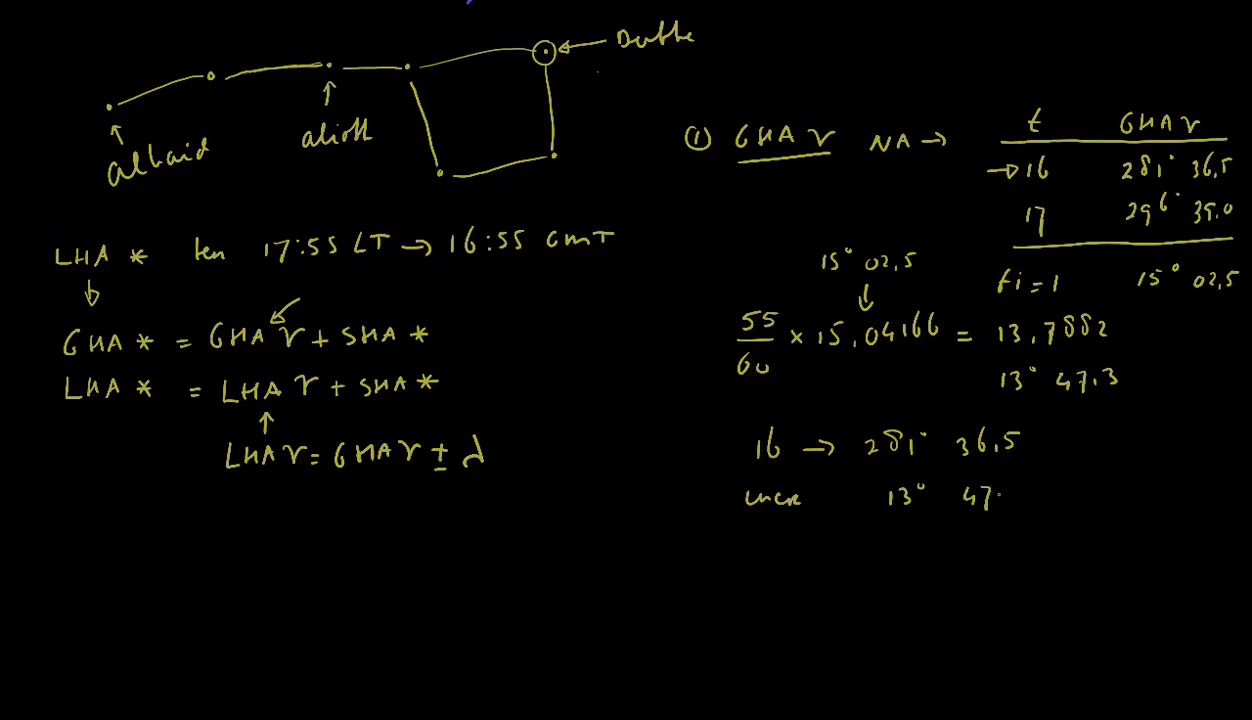 Dubhe
alioth
alkaid
LHA * ten 17:55 LT → 16:55 GMT
↓
GHA * = GHA ϒ + SHA *
LHA * = LHA ϒ + SHA *
↑
LHA ϒ = GHA ϒ ± λ
① GHA ϒ NA →
t GHA ϒ
→ 16 281° 36,5
17 296° 39.0
ti = 1 15° 02,5
15° 02,5
↓
55/60 × 15,04166 = 13,7882
13° 47.3
16 → 281° 36,5
incre 13° 47.